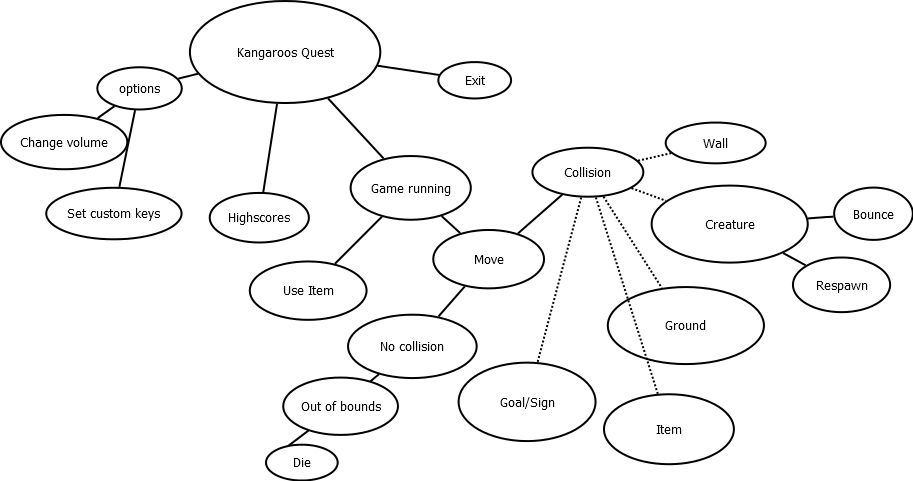 Kangaroos Quest
Exit
options
Change volume
Wall
Collision
Game running
Set custom keys
Highscores
Creature
Bounce
Move
Use Item
Respawn
Ground
No collision
Out of bounds
Goal/Sign
Item
Die